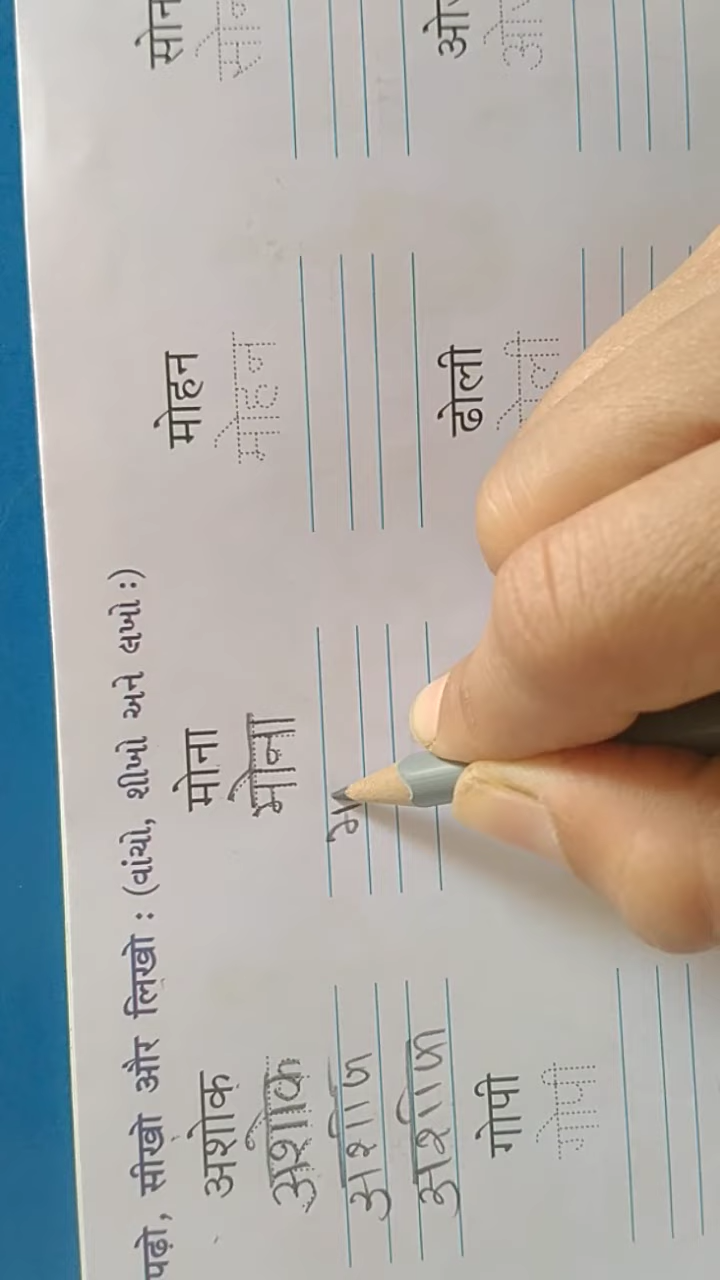 पढ़ो, सीखो और लिखो : (વાંચો, શીખો અને લખો :)
अशोक मोना मोहन सोन
अशोक मोना मोहन सोन
अशोक म
अशोक
गोपी ढोली ओ
गोपी ढोली